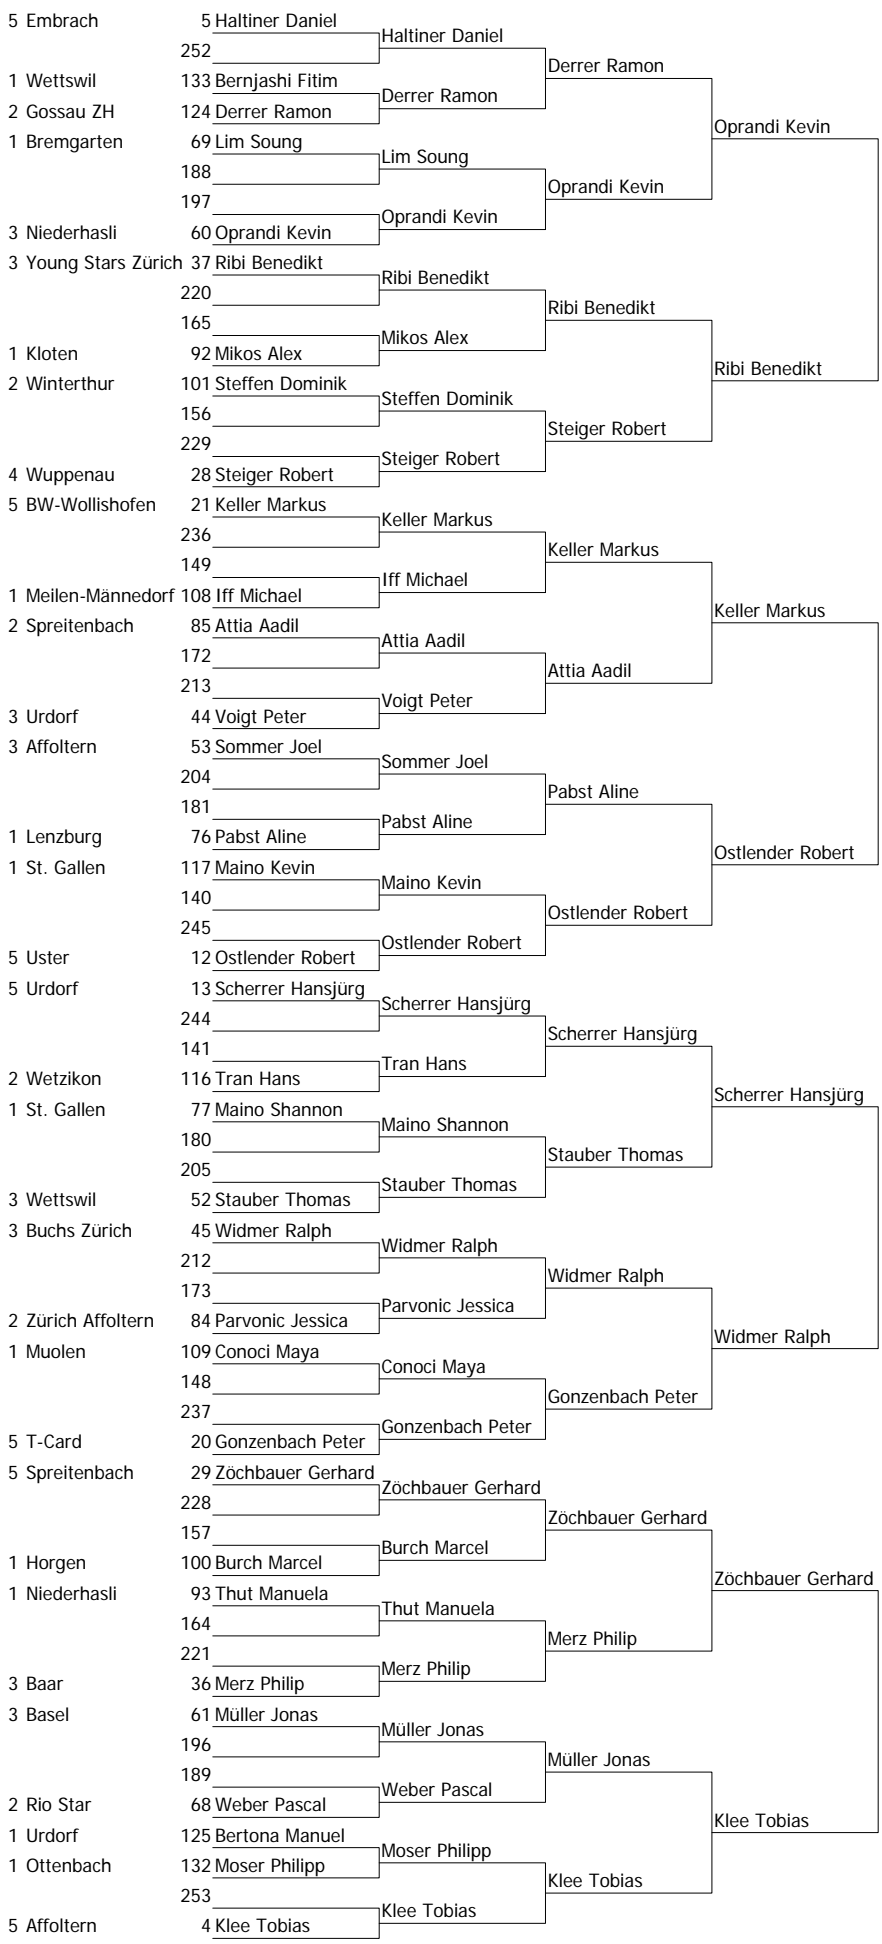 5 Embrach 5 Haltiner Daniel
Haltiner Daniel
252
Derrer Ramon
1 Wettswil 133 Bernjashi Fitim
Derrer Ramon
2 Gossau ZH 124 Derrer Ramon
Oprandi Kevin
1 Bremgarten 69 Lim Soung
Lim Soung
188
Oprandi Kevin
197
Oprandi Kevin
3 Niederhasli 60 Oprandi Kevin
3 Young Stars Zürich 37 Ribi Benedikt
Ribi Benedikt
220
Ribi Benedikt
165
Mikos Alex
1 Kloten 92 Mikos Alex
Ribi Benedikt
2 Winterthur 101 Steffen Dominik
Steffen Dominik
156
Steiger Robert
229
Steiger Robert
4 Wuppenau 28 Steiger Robert
5 BW-Wollishofen 21 Keller Markus
Keller Markus
236
Keller Markus
149
Iff Michael
1 Meilen-Männedorf 108 Iff Michael
Keller Markus
2 Spreitenbach 85 Attia Aadil
Attia Aadil
172
Attia Aadil
213
Voigt Peter
3 Urdorf 44 Voigt Peter
3 Affoltern 53 Sommer Joel
Sommer Joel
204
Pabst Aline
181
Pabst Aline
1 Lenzburg 76 Pabst Aline
Ostlender Robert
1 St. Gallen 117 Maino Kevin
Maino Kevin
140
Ostlender Robert
245
Ostlender Robert
5 Uster 12 Ostlender Robert
5 Urdorf 13 Scherrer Hansjürg
Scherrer Hansjürg
244
Scherrer Hansjürg
141
Tran Hans
2 Wetzikon 116 Tran Hans
Scherrer Hansjürg
1 St. Gallen 77 Maino Shannon
Maino Shannon
180
Stauber Thomas
205
Stauber Thomas
3 Wettswil 52 Stauber Thomas
3 Buchs Zürich 45 Widmer Ralph
Widmer Ralph
212
Widmer Ralph
173
Parvonic Jessica
2 Zürich Affoltern 84 Parvonic Jessica
Widmer Ralph
1 Muolen 109 Conoci Maya
Conoci Maya
148
Gonzenbach Peter
237
Gonzenbach Peter
5 T-Card 20 Gonzenbach Peter
5 Spreitenbach 29 Zöchbauer Gerhard
Zöchbauer Gerhard
228
Zöchbauer Gerhard
157
Burch Marcel
1 Horgen 100 Burch Marcel
Zöchbauer Gerhard
1 Niederhasli 93 Thut Manuela
Thut Manuela
164
Merz Philip
221
Merz Philip
3 Baar 36 Merz Philip
3 Basel 61 Müller Jonas
Müller Jonas
196
Müller Jonas
189
Weber Pascal
2 Rio Star 68 Weber Pascal
Klee Tobias
1 Urdorf 125 Bertona Manuel
Moser Philipp
1 Ottenbach 132 Moser Philipp
Klee Tobias
253
Klee Tobias
5 Affoltern 4 Klee Tobias